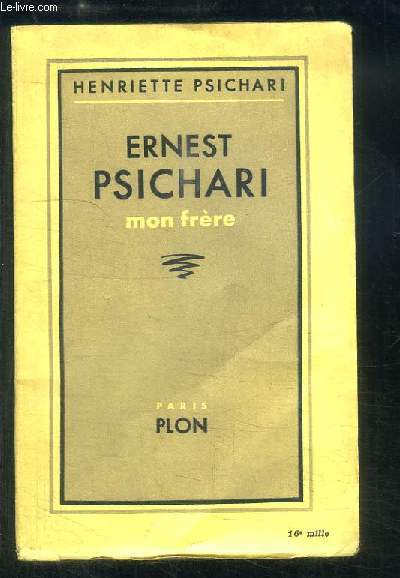 Le-livre.com
HENRIETTE PSICHARI
ERNEST
PSICHARI
mon frère
PARIS
PLON
16e mille